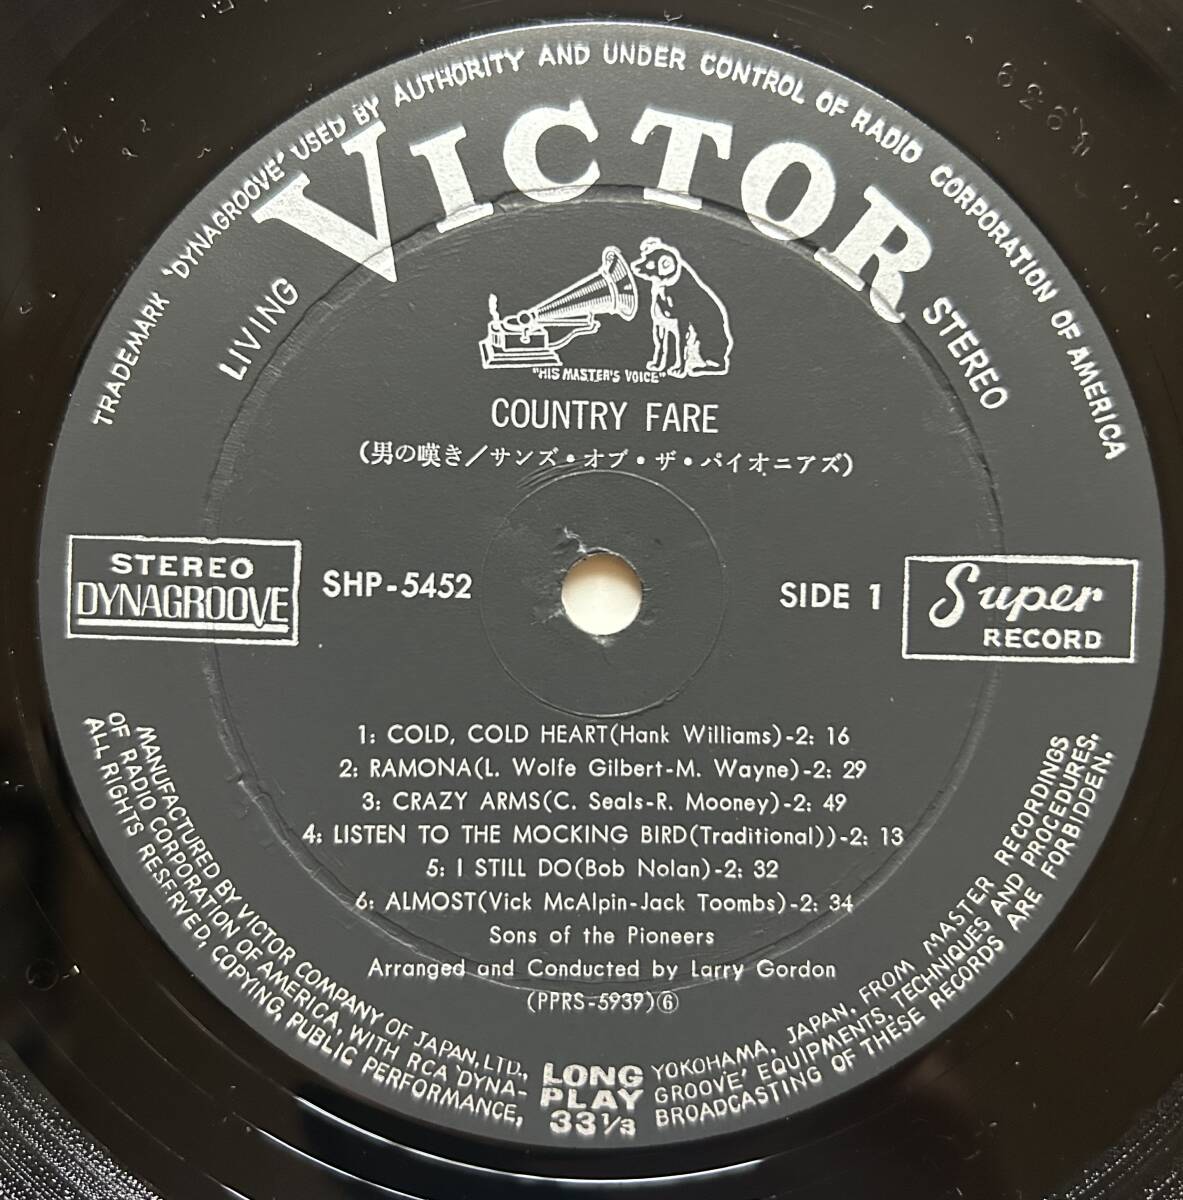 TRADEMARK 'DYNAGROOVE' USED BY AUTHORITY AND UNDER CONTROL OF RADIO CORPORATION OF AMERICA
LIVING VICTOR STEREO
"HIS MASTER'S VOICE"
COUNTRY FARE
(男の嘆き/サンズ・オブ・ザ・パイオニアズ)
STEREO
DYNAGROOVE
SHP-5452
SIDE 1
Super
RECORD
1: COLD, COLD HEART(Hank Williams)-2: 16
2: RAMONA(L. Wolfe Gilbert-M. Wayne)-2: 29
3: CRAZY ARMS(C. Seals-R. Mooney)-2: 49
4: LISTEN TO THE MOCKING BIRD(Traditional))-2: 13
5: I STILL DO(Bob Nolan)-2: 32
6: ALMOST(Vick McAlpin-Jack Toombs)-2: 34
Sons of the Pioneers
Arranged and Conducted by Larry Gordon
(PPRS-5939)⑥
MANUFACTURED BY VICTOR COMPANY OF JAPAN, LTD., YOKOHAMA, JAPAN, FROM MASTER RECORDINGS
OF RADIO CORPORATION OF AMERICA, WITH RCA 'DYNA-GROOVE' EQUIPMENTS, TECHNIQUES AND PROCEDURES,
ALL RIGHTS RESERVED, COPYING, PUBLIC PERFORMANCE, BROADCASTING OF THESE RECORDS ARE FORBIDDEN.
LONG
PLAY
33 1/3